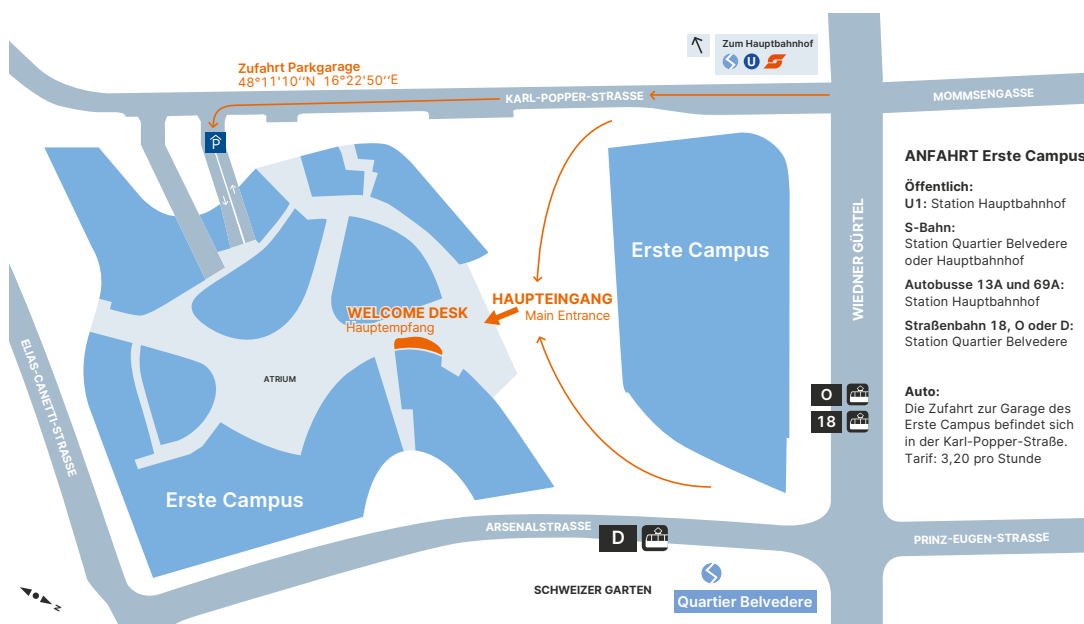 Zum Hauptbahnhof
U
Zufahrt Parkgarage
48°11'10‘‘N 16°22'50‘‘E
KARL-POPPER-STRASSE
MOMMSENGASSE
P
ANFAHRT Erste Campus
Öffentlich:
U1: Station Hauptbahnhof
S-Bahn:
Station Quartier Belvedere
oder Hauptbahnhof
Autobusse 13A und 69A:
Station Hauptbahnhof
Straßenbahn 18, O oder D:
Station Quartier Belvedere
Auto:
Die Zufahrt zur Garage des
Erste Campus befindet sich
in der Karl-Popper-Straße.
Tarif: 3,20 pro Stunde
WIEDNER GÜRTEL
Erste Campus
HAUPTEINGANG
Main Entrance
WELCOME DESK
Hauptempfang
ATRIUM
ELIAS-CANETTI-STRASSE
O
18
Erste Campus
ARSENALSTRASSE
D
PRINZ-EUGEN-STRASSE
SCHWEIZER GARTEN
Quartier Belvedere
N